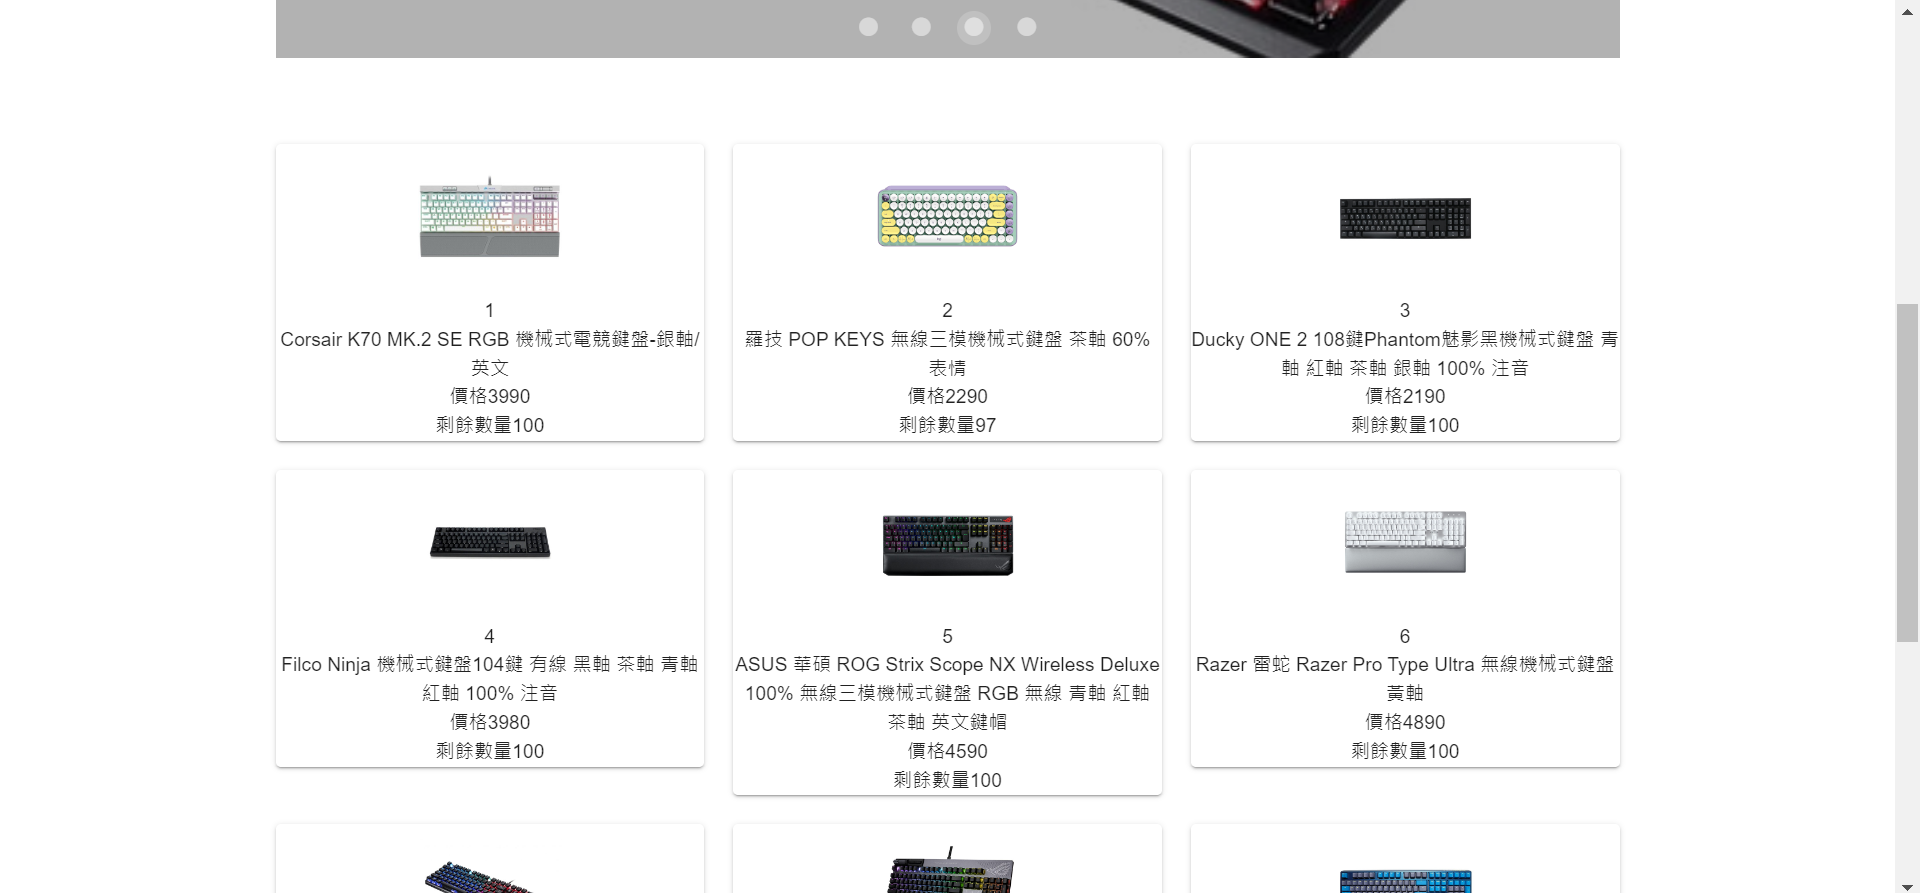 1
Corsair K70 MK.2 SE RGB 機械式電競鍵盤-銀軸/
英文
價格3990
剩餘數量100
2
羅技 POP KEYS 無線三模機械式鍵盤 茶軸 60%
表情
價格2290
剩餘數量97
3
Ducky ONE 2 108鍵Phantom魅影黑機械式鍵盤 青
軸 紅軸 茶軸 銀軸 100% 注音
價格2190
剩餘數量100
4
Filco Ninja 機械式鍵盤104鍵 有線 黑軸 茶軸 青軸
紅軸 100% 注音
價格3980
剩餘數量100
5
ASUS 華碩 ROG Strix Scope NX Wireless Deluxe
100% 無線三模機械式鍵盤 RGB 無線 青軸 紅軸
茶軸 英文鍵帽
價格4590
剩餘數量100
6
Razer 雷蛇 Razer Pro Type Ultra 無線機械式鍵盤
黃軸
價格4890
剩餘數量100